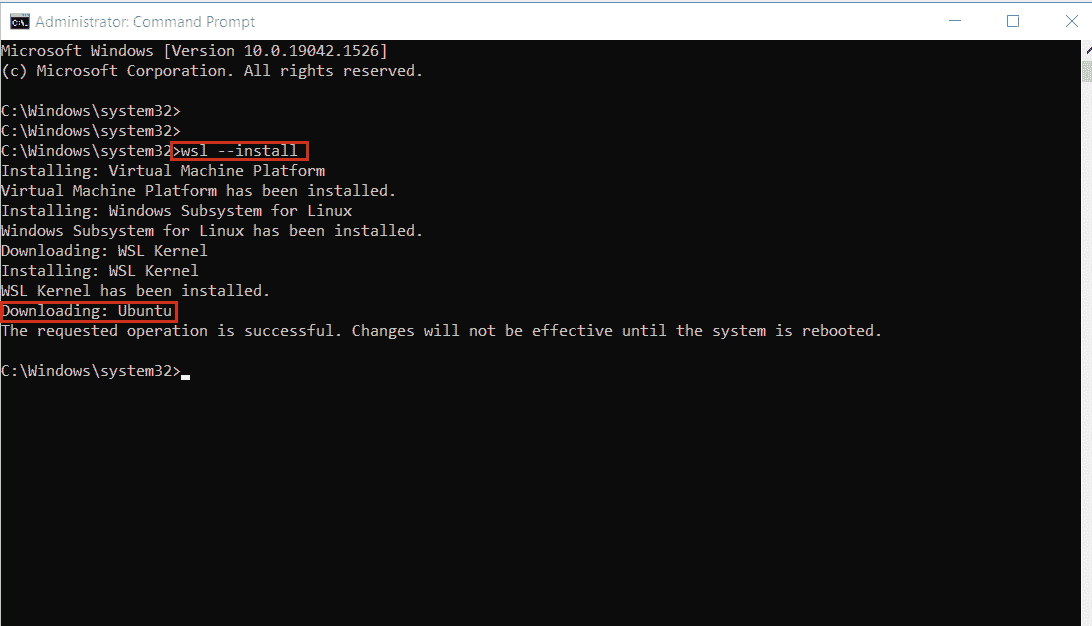 Administrator: Command Prompt
Microsoft Windows [Version 10.0.19042.1526]
(c) Microsoft Corporation. All rights reserved.
C:\Windows\system32>
C:\Windows\system32>
C:\Windows\system32>wsl --install
Installing: Virtual Machine Platform
Virtual Machine Platform has been installed.
Installing: Windows Subsystem for Linux
Windows Subsystem for Linux has been installed.
Downloading: WSL Kernel
Installing: WSL Kernel
WSL Kernel has been installed.
Downloading: Ubuntu
The requested operation is successful. Changes will not be effective until the system is rebooted.
C:\Windows\system32>